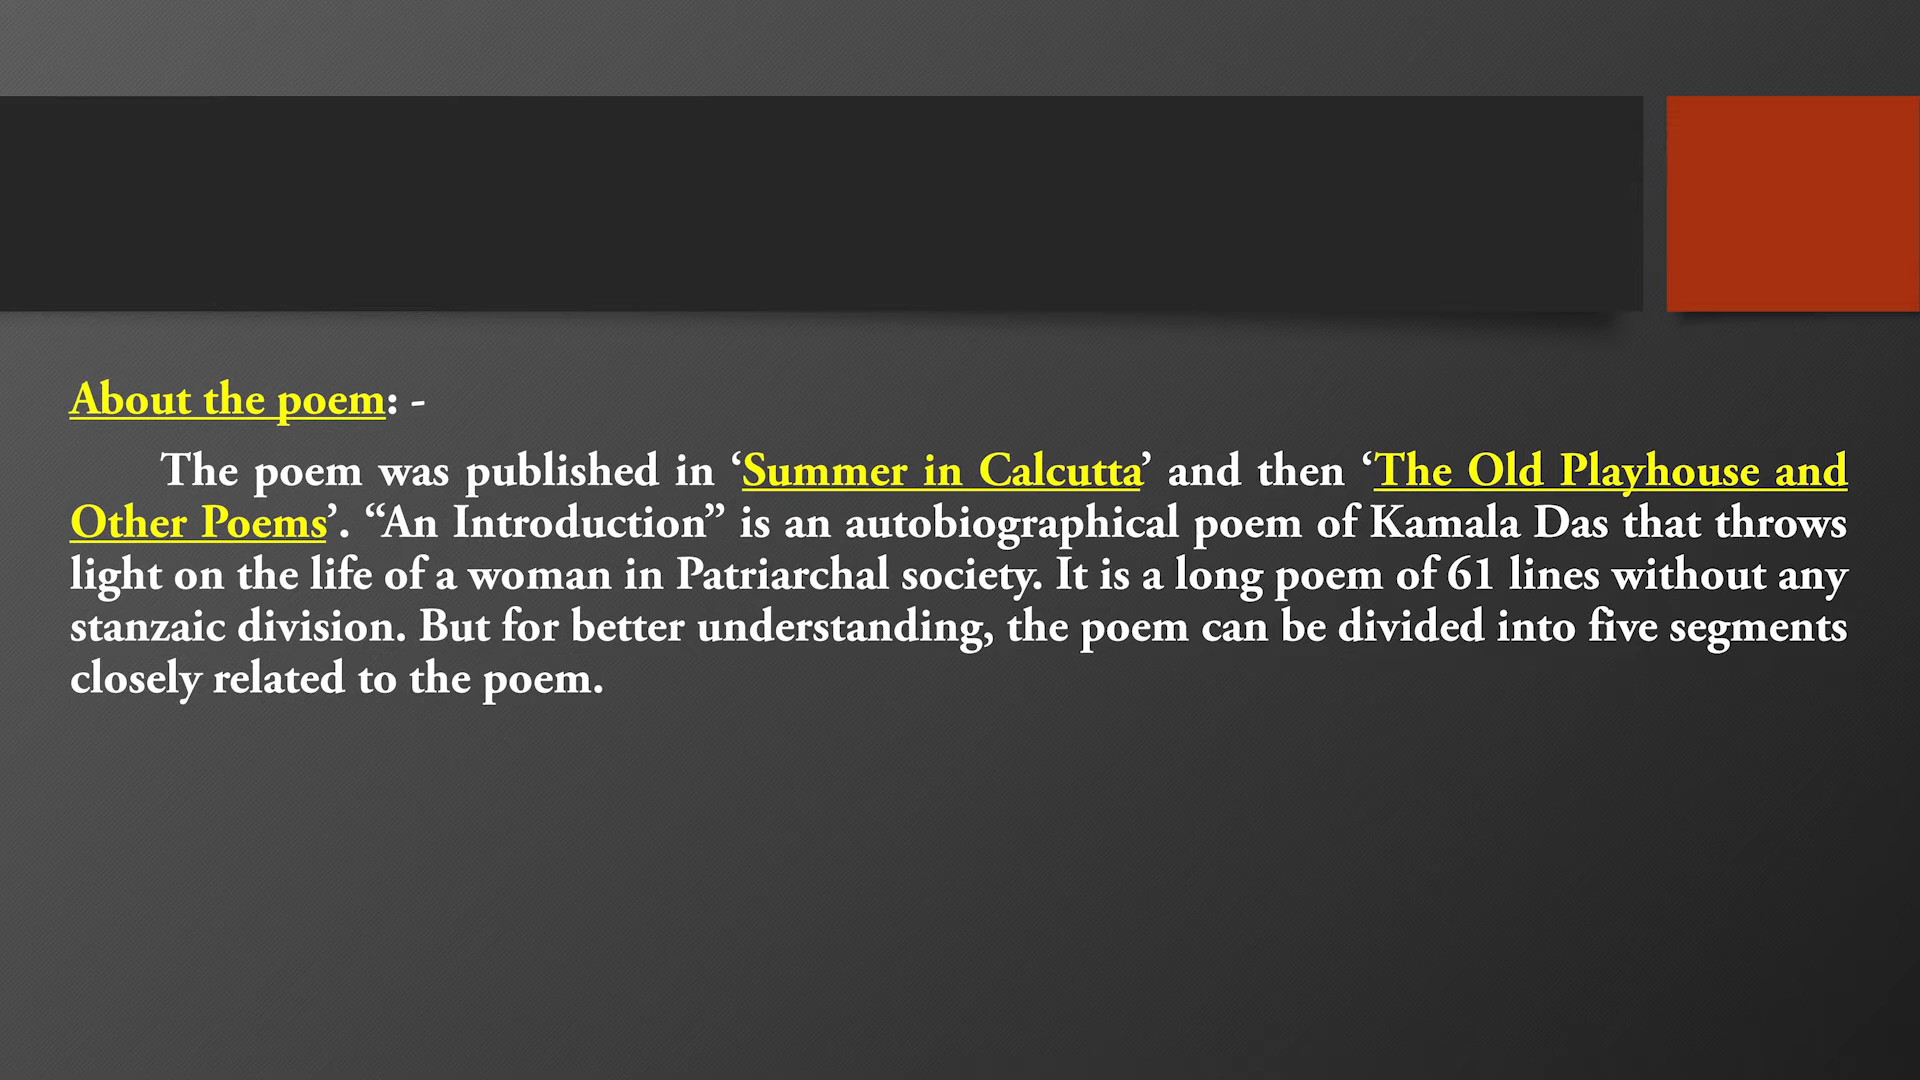 About the poem: -
The poem was published in ‘Summer in Calcutta’ and then ‘The Old Playhouse and
Other Poems’. “An Introduction” is an autobiographical poem of Kamala Das that throws
light on the life of a woman in Patriarchal society. It is a long poem of 61 lines without any
stanzaic division. But for better understanding, the poem can be divided into five segments
closely related to the poem.